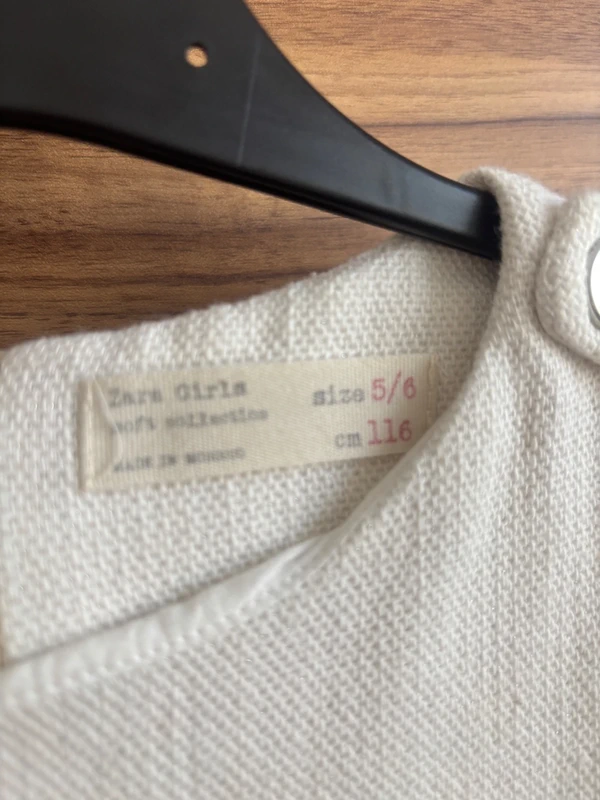 Zara Girls
soft collection
MADE IN MOROCCO
size 5/6
cm 116